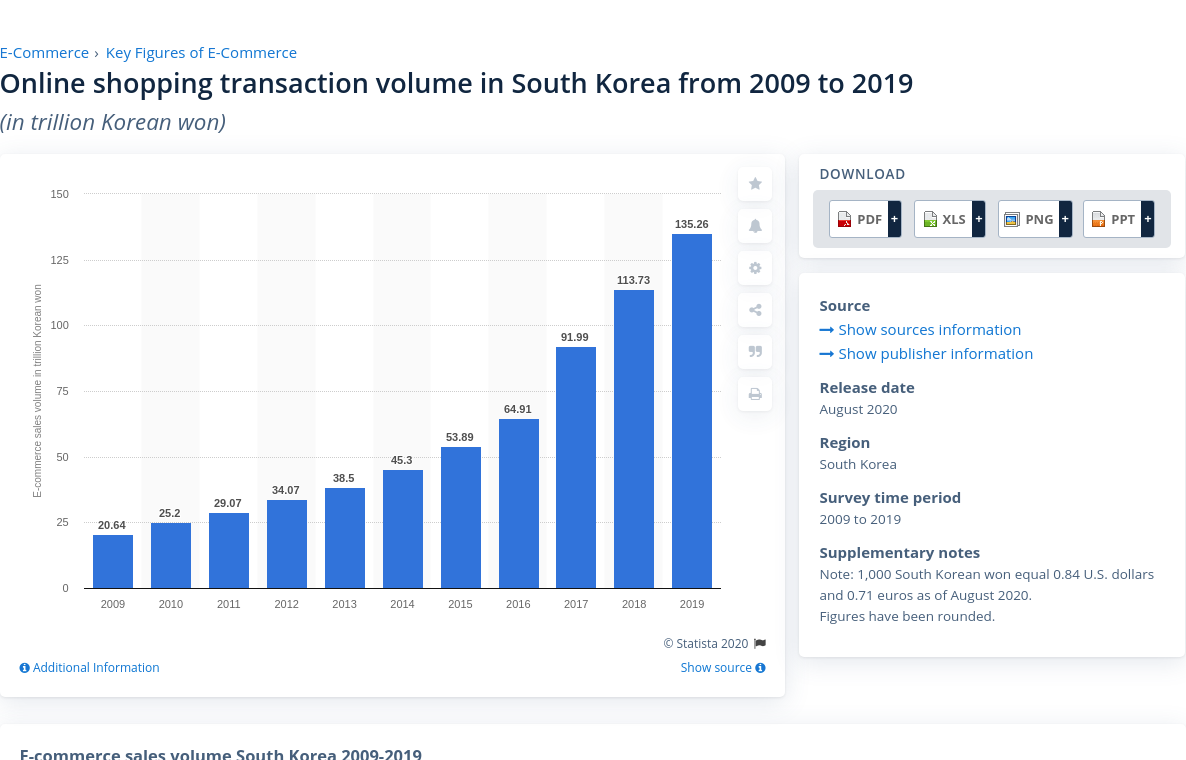 E-Commerce › Key Figures of E-Commerce
Online shopping transaction volume in South Korea from 2009 to 2019
(in trillion Korean won)
E-commerce sales volume in trillion Korean won
150
125
100
75
50
25
0
20.64
25.2
29.07
34.07
38.5
45.3
53.89
64.91
91.99
113.73
135.26
2009 2010 2011 2012 2013 2014 2015 2016 2017 2018 2019
© Statista 2020
Additional Information
Show source
DOWNLOAD
PDF + XLS + PNG + PPT +
Source
Show sources information
Show publisher information
Release date
August 2020
Region
South Korea
Survey time period
2009 to 2019
Supplementary notes
Note: 1,000 South Korean won equal 0.84 U.S. dollars
and 0.71 euros as of August 2020.
Figures have been rounded.
E-commerce sales volume South Korea 2009-2019